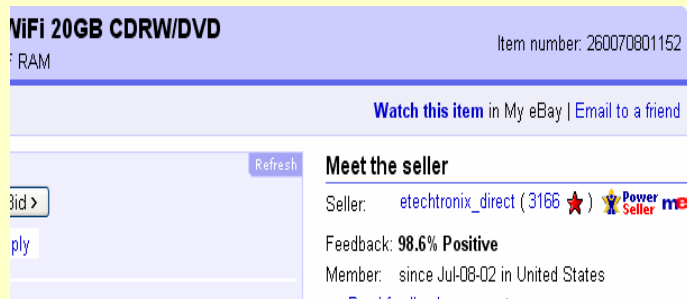 WiFi 20GB CDRW/DVD
RAM
Item number: 260070801152
Watch this item in My eBay | Email to a friend
Refresh
Meet the seller
Bid >
Seller: etechtronix_direct ( 3166 ) Power Seller me
ply
Feedback: 98.6% Positive
Member: since Jul-08-02 in United States